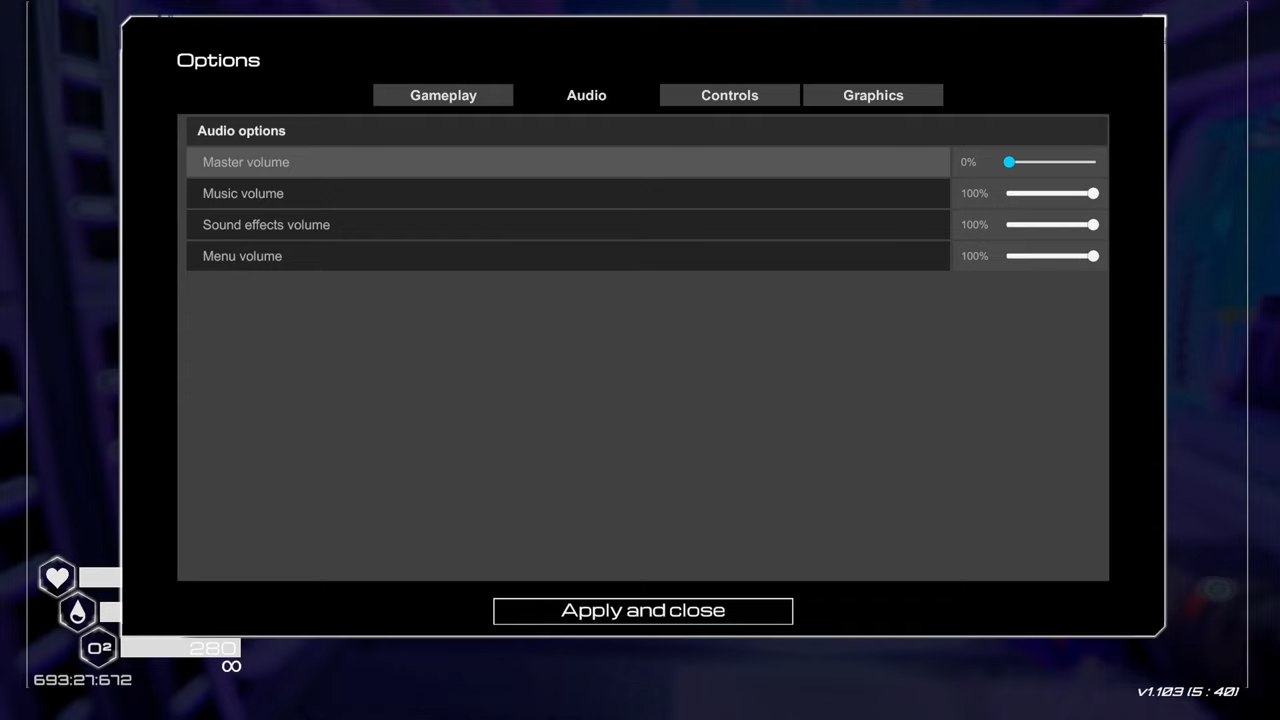 Options
Gameplay Audio Controls Graphics
Audio options
Master volume 0%
Music volume 100%
Sound effects volume 100%
Menu volume 100%
Apply and close
O2 280
∞
693:27:672
v1.103 (5 : 40)